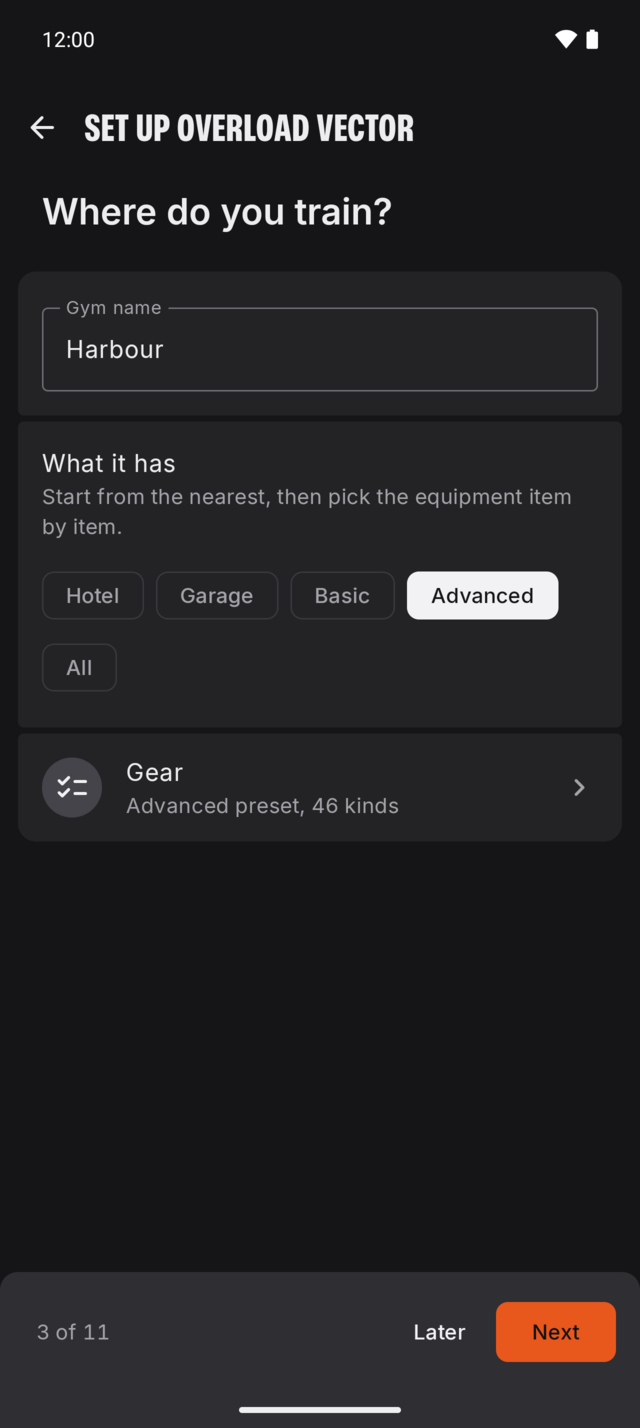 12:00
SET UP OVERLOAD VECTOR
Where do you train?
Gym name
Harbour
What it has
Start from the nearest, then pick the equipment item
by item.
Hotel
Garage
Basic
Advanced
All
Gear
Advanced preset, 46 kinds
3 of 11
Later
Next